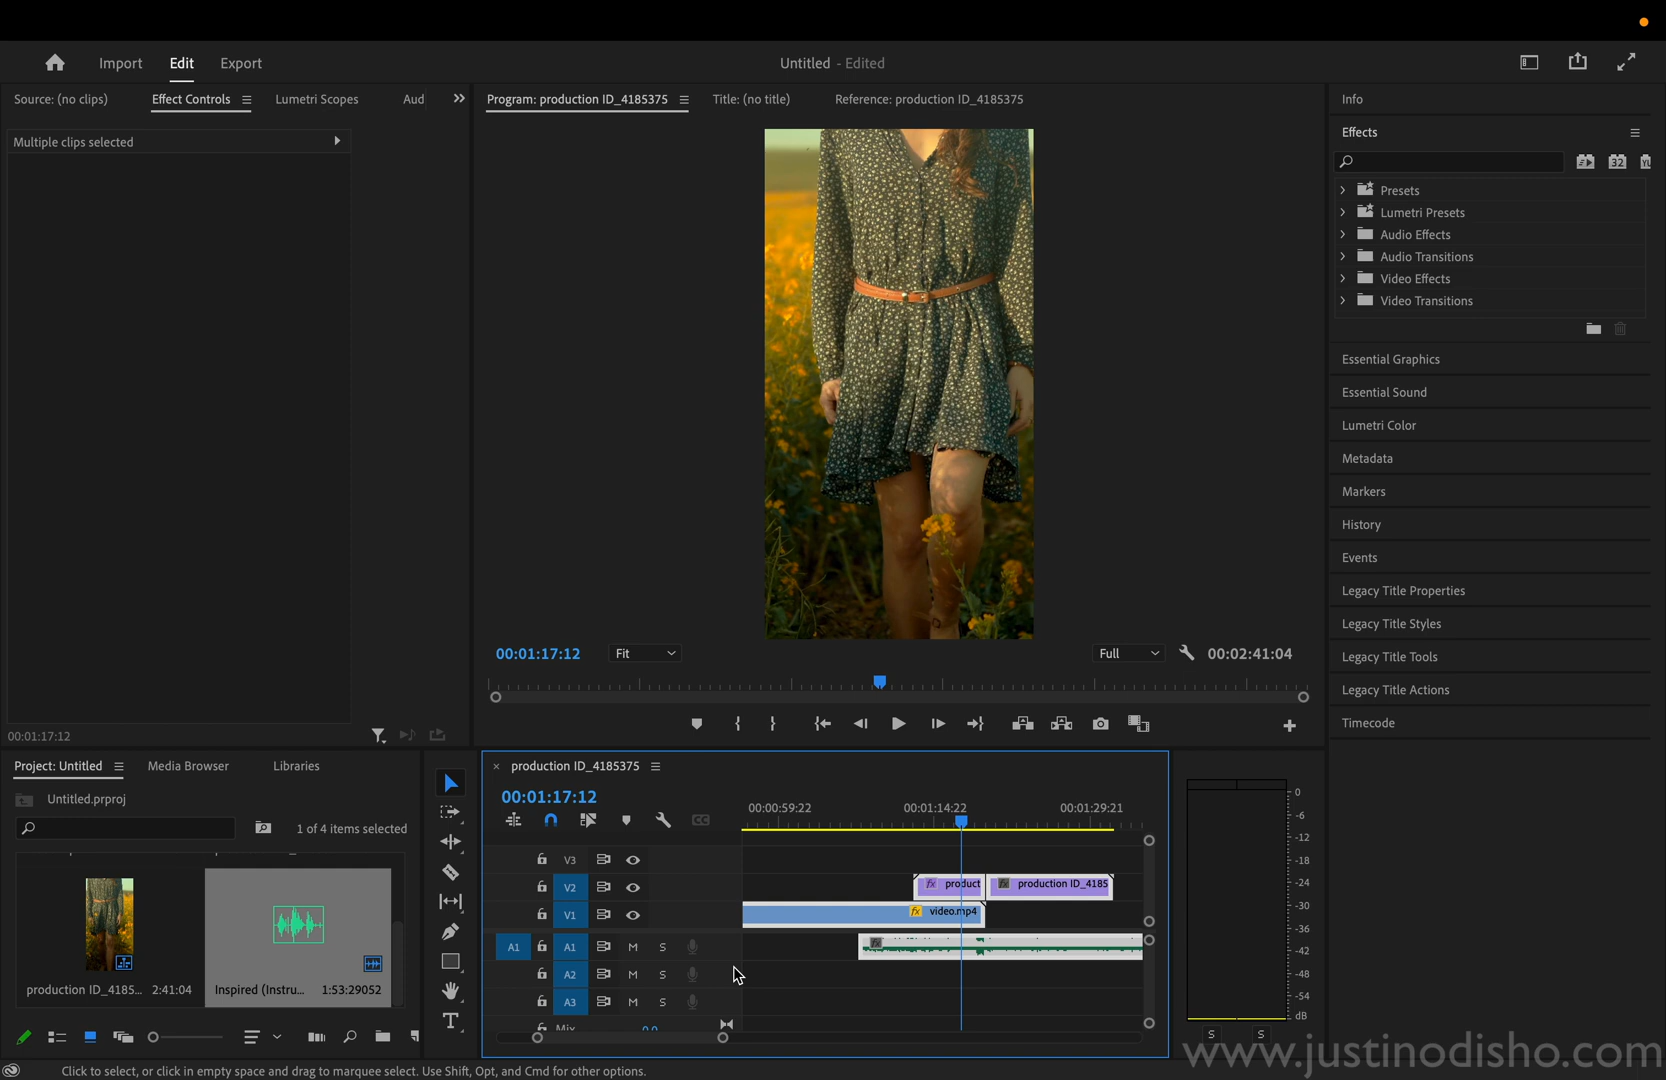 Import Edit Export
Untitled - Edited
Source: (no clips) Effect Controls Lumetri Scopes Aud
Multiple clips selected
00:01:17:12
Program: production ID_4185375 Title: (no title) Reference: production ID_4185375
00:01:17:12 Fit Full 00:02:41:04
Info
Effects
32
Presets
Lumetri Presets
Audio Effects
Audio Transitions
Video Effects
Video Transitions
Essential Graphics
Essential Sound
Lumetri Color
Metadata
Markers
History
Events
Legacy Title Properties
Legacy Title Styles
Legacy Title Tools
Legacy Title Actions
Timecode
Project: Untitled Media Browser Libraries
Untitled.prproj
1 of 4 items selected
production ID_4185... 2:41:04
Inspired (Instru... 1:53:29052
production ID_4185375
00:01:17:12
00:00:59:22 00:01:14:22 00:01:29:21
V3
V2 product production ID_4185
V1 video.mp4
A1 A1 M S
A2 M S
A3 M S
Mix 0.0
0
-6
-12
-18
-24
-30
-36
-42
-48
-54
dB
S S
www.justinodisho.com
Click to select, or click in empty space and drag to marquee select. Use Shift, Opt, and Cmd for other options.